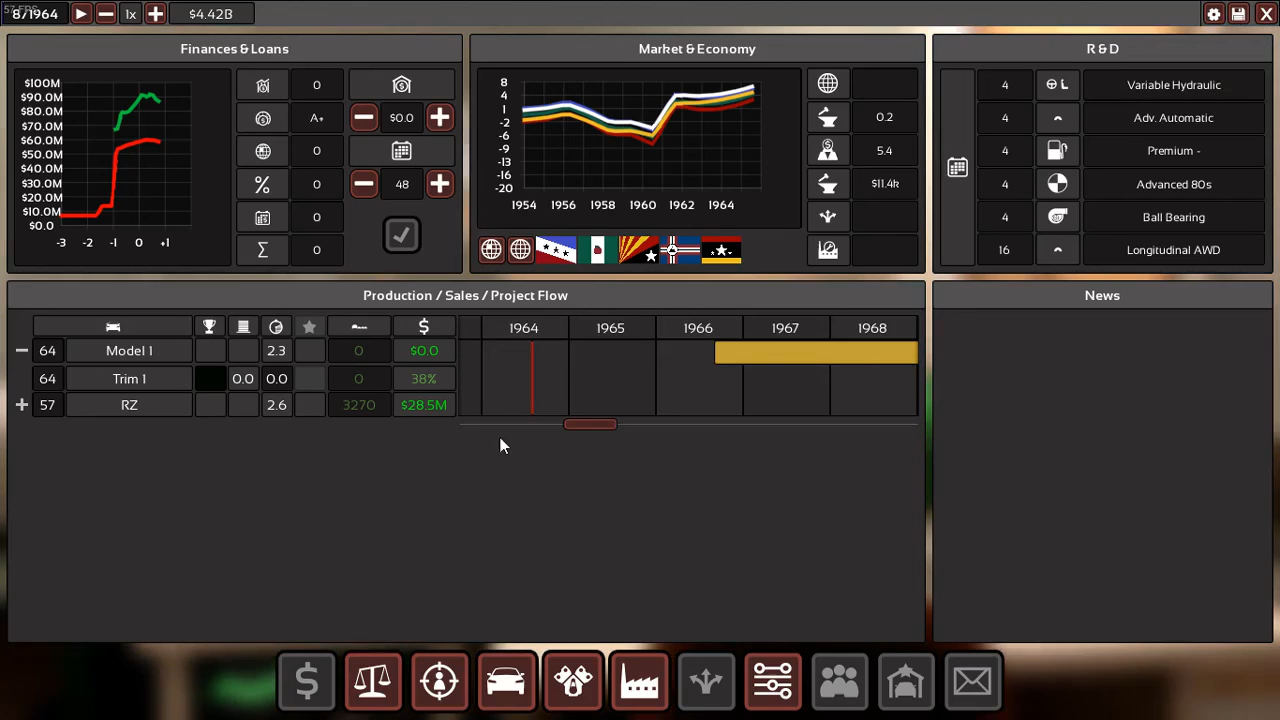 57 FPS
8/1964 1x $4.42B
Finances & Loans
$100M
$90.0M
$80.0M
$70.0M
$60.0M
$50.0M
$40.0M
$30.0M
$20.0M
$10.0M
$0.0
-3 -2 -1 0 +1
0
A+ $0.0
0
% 0 48
0
Σ 0
Market & Economy
8
4
1
-2
-6
-9
-13
-16
-20
1954 1956 1958 1960 1962 1964
0.2
5.4
$11.4k
R & D
4 L Variable Hydraulic
4 Adv. Automatic
4 Premium -
4 Advanced 80s
4 Ball Bearing
16 Longitudinal AWD
Production / Sales / Project Flow
$ 1964 1965 1966 1967 1968
64 Model 1 2.3 0 $0.0
64 Trim 1 0.0 0.0 0 38%
57 RZ 2.6 3270 $28.5M
News